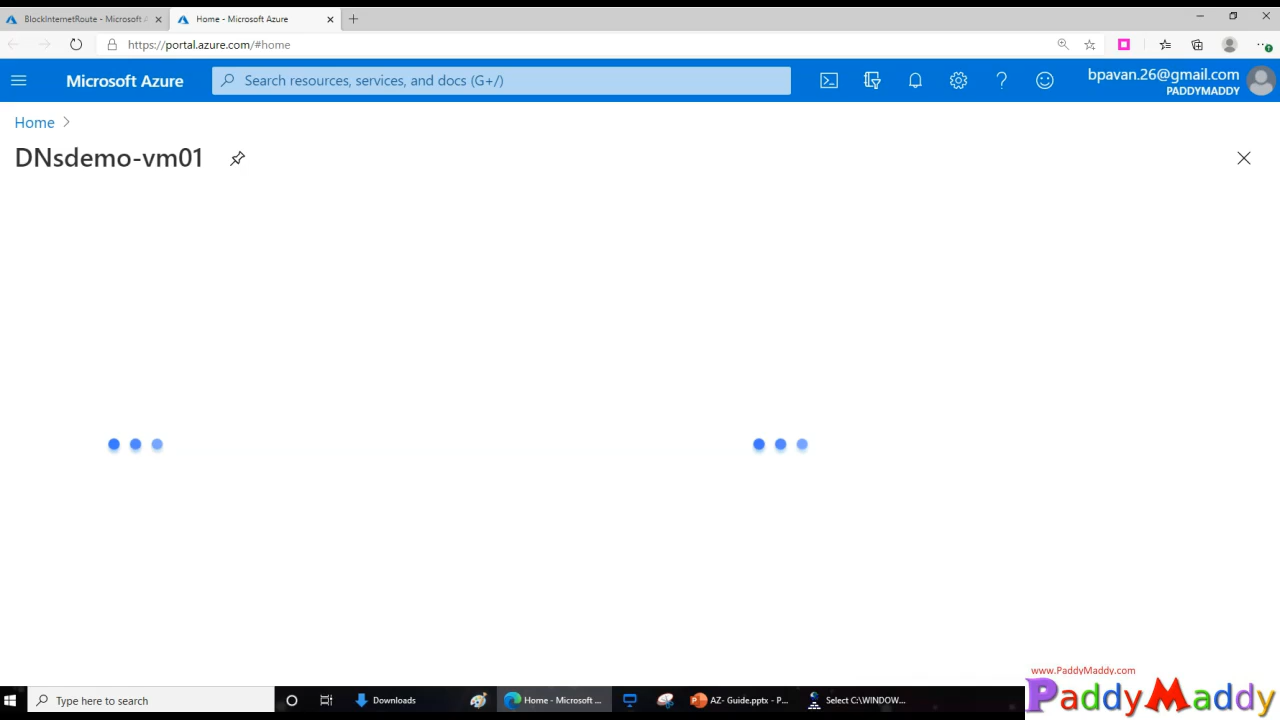 BlockInternetRoute - Microsoft A
Home - Microsoft Azure
https://portal.azure.com/#home
Microsoft Azure
Search resources, services, and docs (G+/)
bpavan.26@gmail.com
PADDYMADDY
Home
DNsdemo-vm01
www.PaddyMaddy.com
PaddyMaddy
Type here to search
Downloads
Home - Microsoft ...
AZ- Guide.pptx - P...
Select C:\WINDOW...